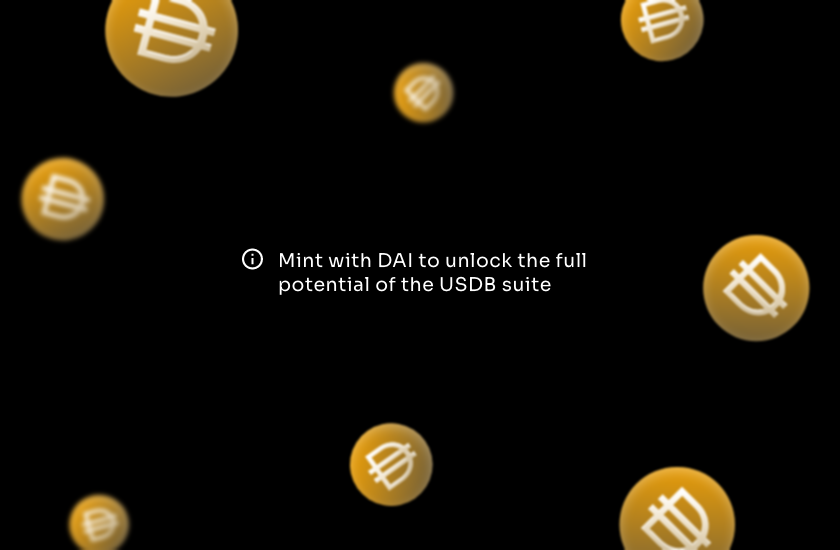 Mint with DAI to unlock the full
potential of the USDB suite